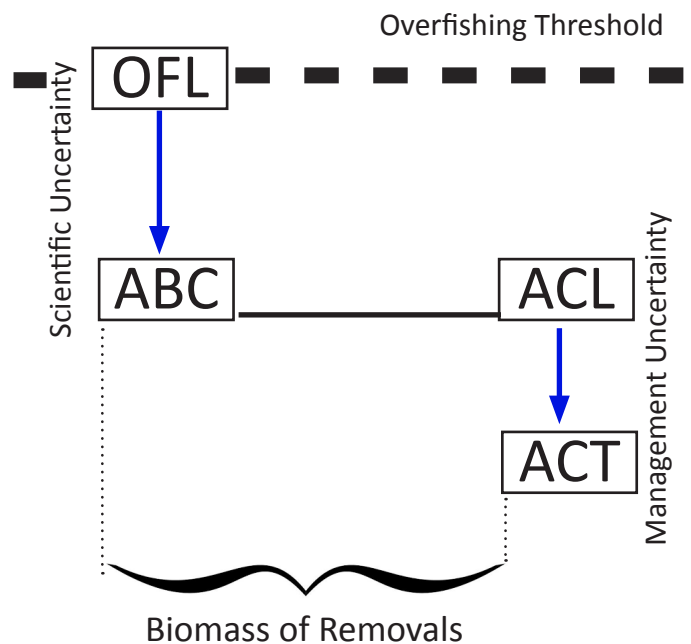 Overfishing Threshold
OFL
Scientific Uncertainty
ABC
ACL
Management Uncertainty
ACT
Biomass of Removals